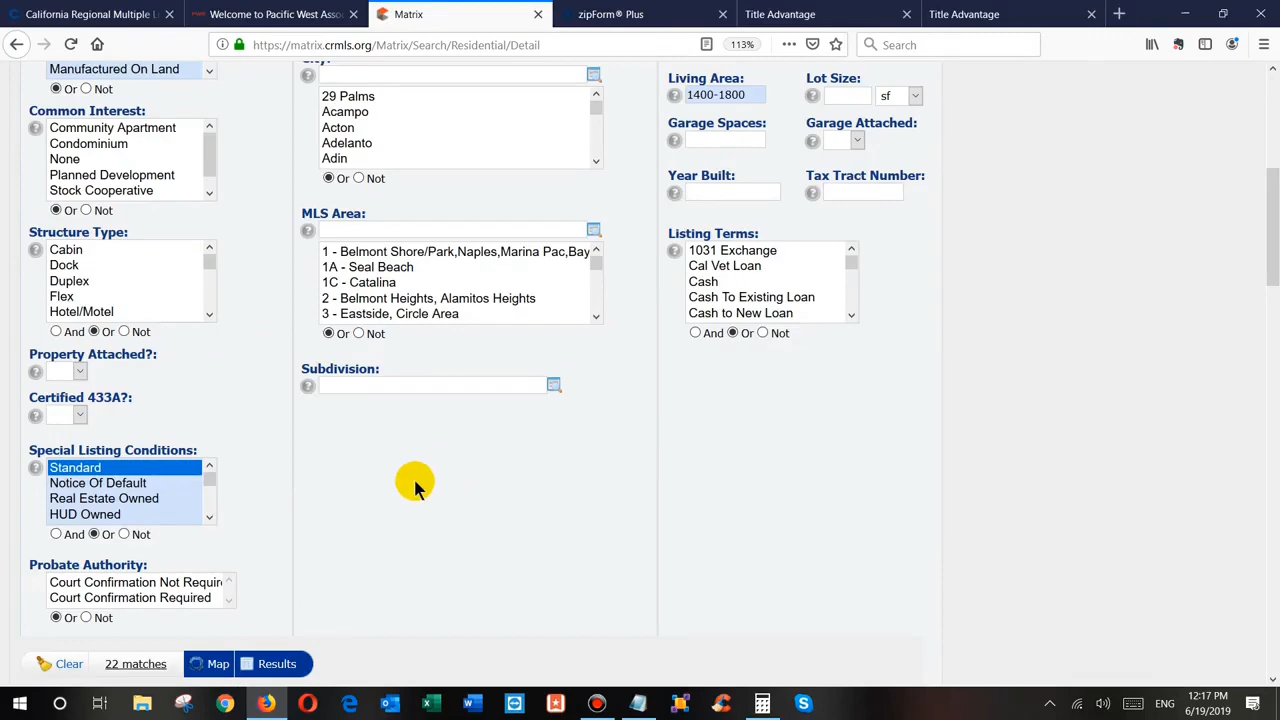 California Regional Multiple Li
Welcome to Pacific West Asso
Matrix
zipForm® Plus
Title Advantage
Title Advantage
https://matrix.crmls.org/Matrix/Search/Residential/Detail
113%
Search
Manufactured On Land
Or Not
Common Interest:
Community Apartment
Condominium
None
Planned Development
Stock Cooperative
Or Not
Structure Type:
Cabin
Dock
Duplex
Flex
Hotel/Motel
And Or Not
Property Attached?:
Certified 433A?:
Special Listing Conditions:
Standard
Notice Of Default
Real Estate Owned
HUD Owned
And Or Not
Probate Authority:
Court Confirmation Not Require
Court Confirmation Required
Or Not
City:
29 Palms
Acampo
Acton
Adelanto
Adin
Or Not
MLS Area:
1 - Belmont Shore/Park,Naples,Marina Pac,Bay
1A - Seal Beach
1C - Catalina
2 - Belmont Heights, Alamitos Heights
3 - Eastside, Circle Area
Or Not
Subdivision:
Living Area:
1400-1800
Lot Size:
sf
Garage Spaces:
Garage Attached:
Year Built:
Tax Tract Number:
Listing Terms:
1031 Exchange
Cal Vet Loan
Cash
Cash To Existing Loan
Cash to New Loan
And Or Not
Clear
22 matches
Map
Results
ENG
12:17 PM
6/19/2019